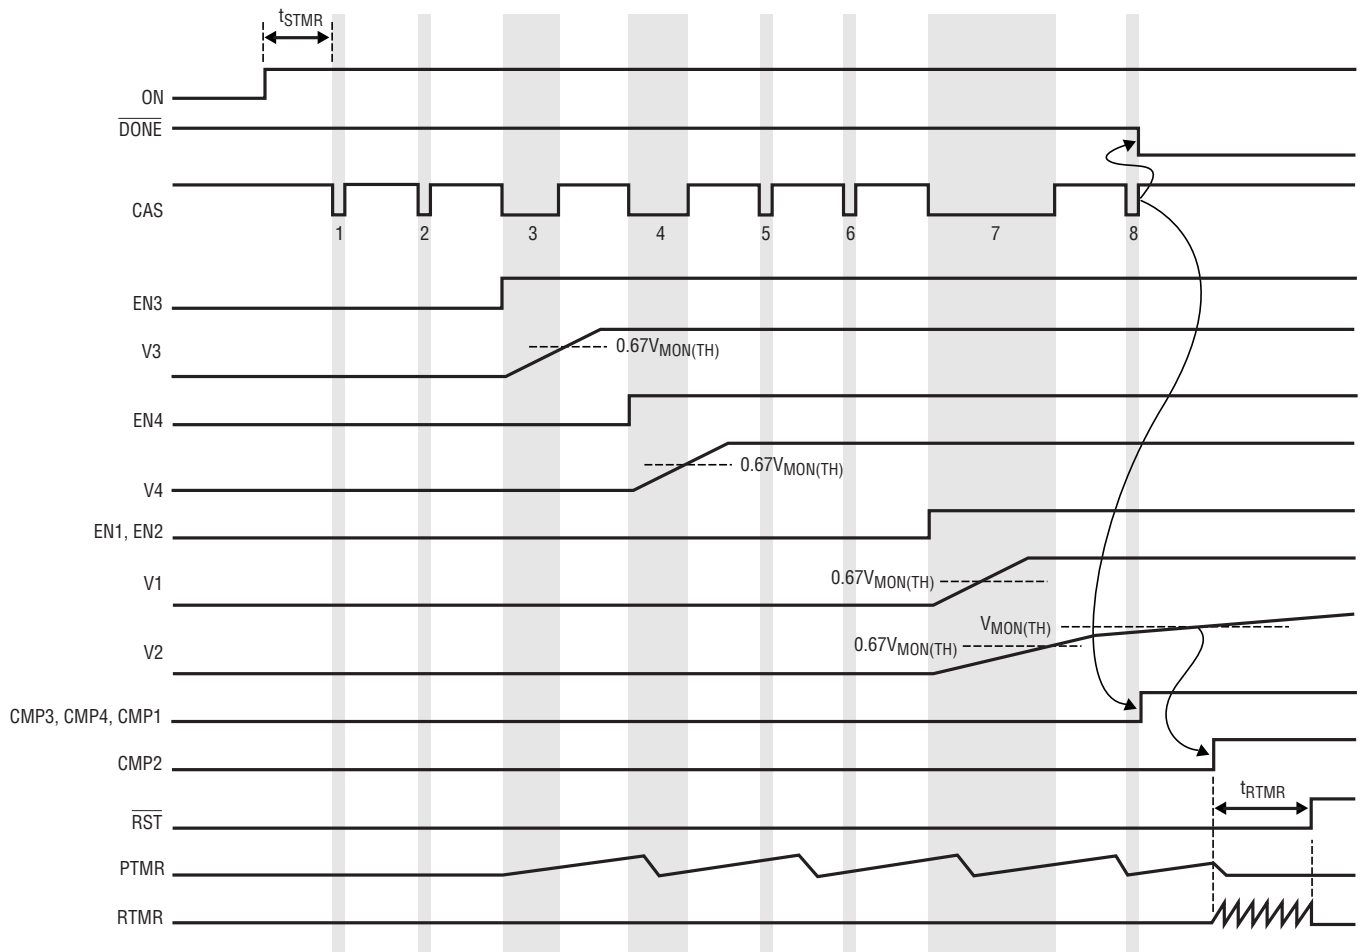 tSTMR
ON
DONE
CAS
1 2 3 4 5 6 7 8
EN3
V3
0.67VMON(TH)
EN4
V4
0.67VMON(TH)
EN1, EN2
V1
0.67VMON(TH)
VMON(TH)
V2
0.67VMON(TH)
CMP3, CMP4, CMP1
CMP2
tRTMR
RST
PTMR
RTMR